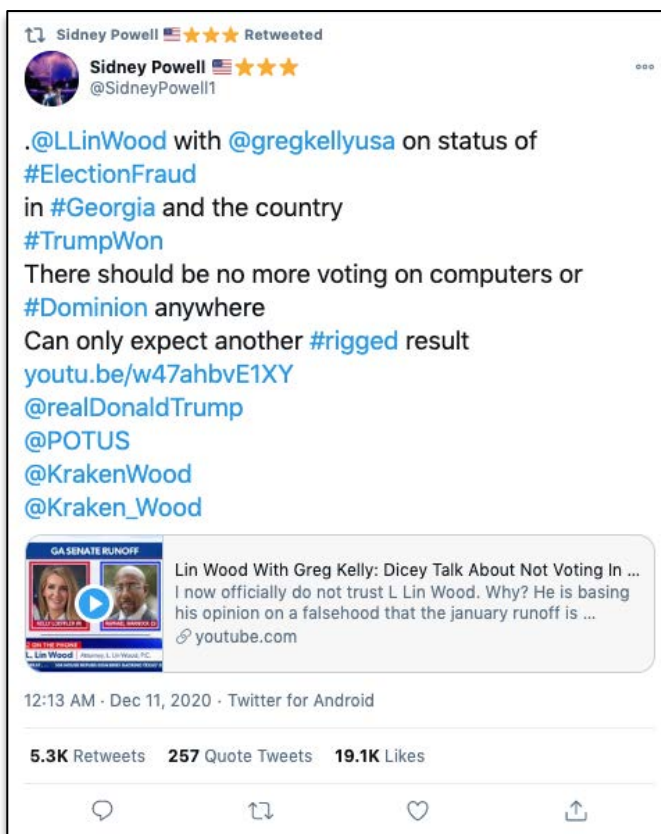 Sidney Powell 🇺🇸⭐⭐⭐ Retweeted
Sidney Powell 🇺🇸⭐⭐⭐
@SidneyPowell1
.@LLinWood with @gregkellyusa on status of
#ElectionFraud
in #Georgia and the country
#TrumpWon
There should be no more voting on computers or
#Dominion anywhere
Can only expect another #rigged result
youtu.be/w47ahbvE1XY
@realDonaldTrump
@POTUS
@KrakenWood
@Kraken_Wood
GA SENATE RUNOFF
ON THE PHONE
L. Lin Wood
Lin Wood With Greg Kelly: Dicey Talk About Not Voting In ...
I now officially do not trust L Lin Wood. Why? He is basing
his opinion on a falsehood that the january runoff is ...
youtube.com
12:13 AM · Dec 11, 2020 · Twitter for Android
5.3K Retweets 257 Quote Tweets 19.1K Likes